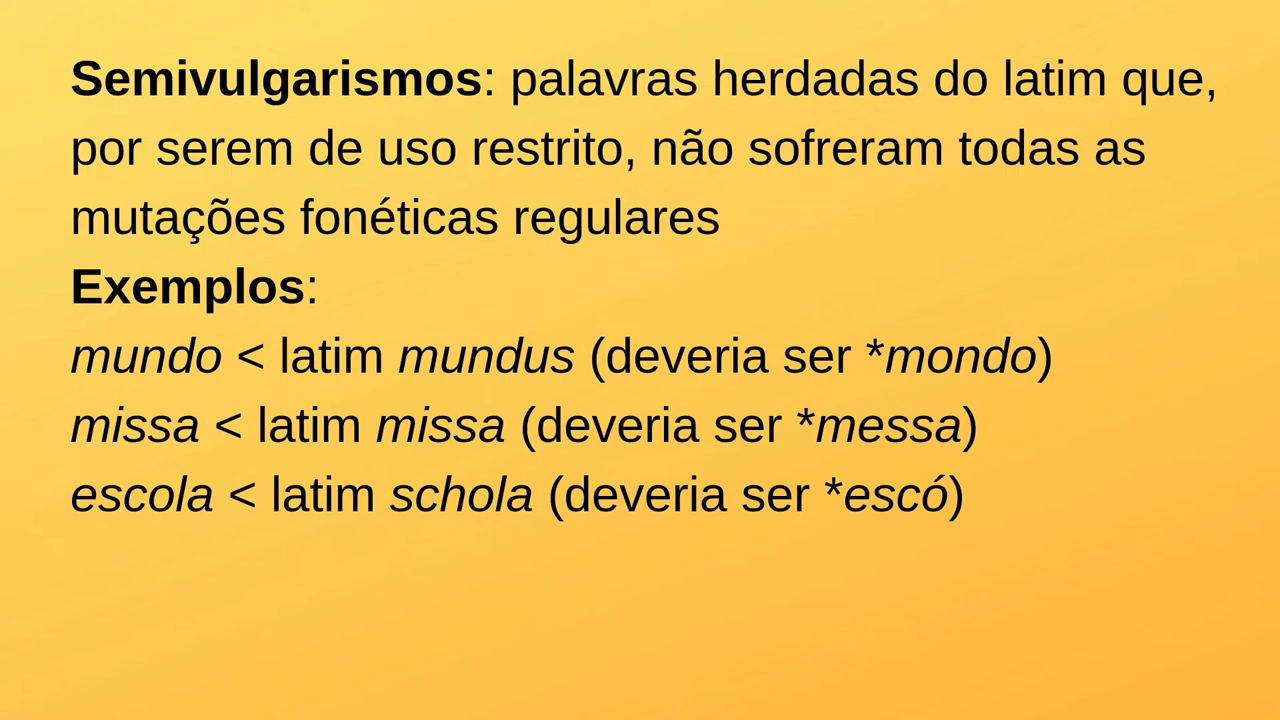 Semivulgarismos: palavras herdadas do latim que,
por serem de uso restrito, não sofreram todas as
mutações fonéticas regulares
Exemplos:
mundo < latim mundus (deveria ser *mondo)
missa < latim missa (deveria ser *messa)
escola < latim schola (deveria ser *escó)